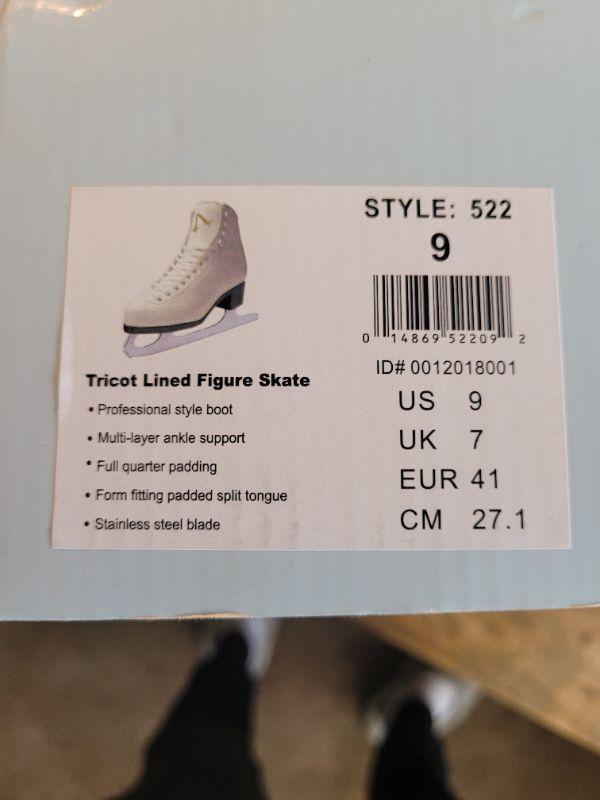 STYLE: 522
9
0 14869 52209 2
ID# 0012018001
US 9
UK 7
EUR 41
CM 27.1
Tricot Lined Figure Skate
• Professional style boot
• Multi-layer ankle support
• Full quarter padding
• Form fitting padded split tongue
• Stainless steel blade